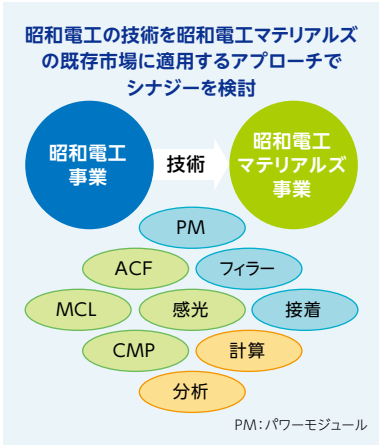 昭和電工の技術を昭和電工マテリアルズ
の既存市場に適用するアプローチで
シナジーを検討
昭和電工
事業
技術
昭和電工
マテリアルズ
事業
PM
ACF
フィラー
MCL
感光
接着
CMP
計算
分析
PM：パワーモジュール